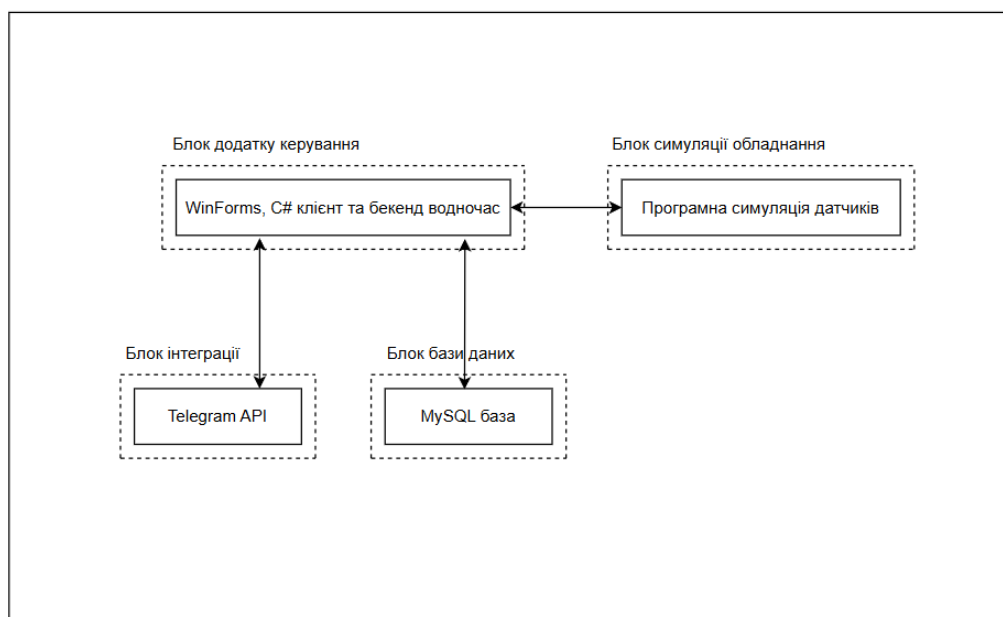 Блок додатку керування
Блок симуляції обладнання
WinForms, C# клієнт та бекенд водночас
Програмна симуляція датчиків
Блок інтеграції
Блок бази даних
Telegram API
MySQL база